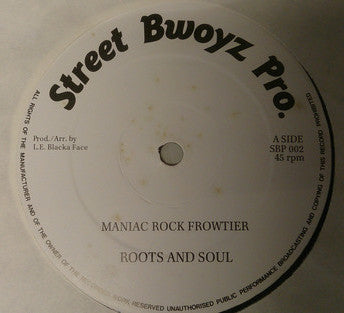 Street Bwoyz Pro.
Prod./Arr. by
L.E. Blacka Face
A SIDE
SBP 002
45 rpm
MANIAC ROCK FROWTIER
ROOTS AND SOUL
ALL RIGHTS OF THE MANUFACTURER AND OF THE OWNER OF THE RECORDED WORK RESERVED UNAUTHORISED PUBLIC PERFORMANCE BROADCASTING AND COPYING OF THIS RECORD PROHIBITED